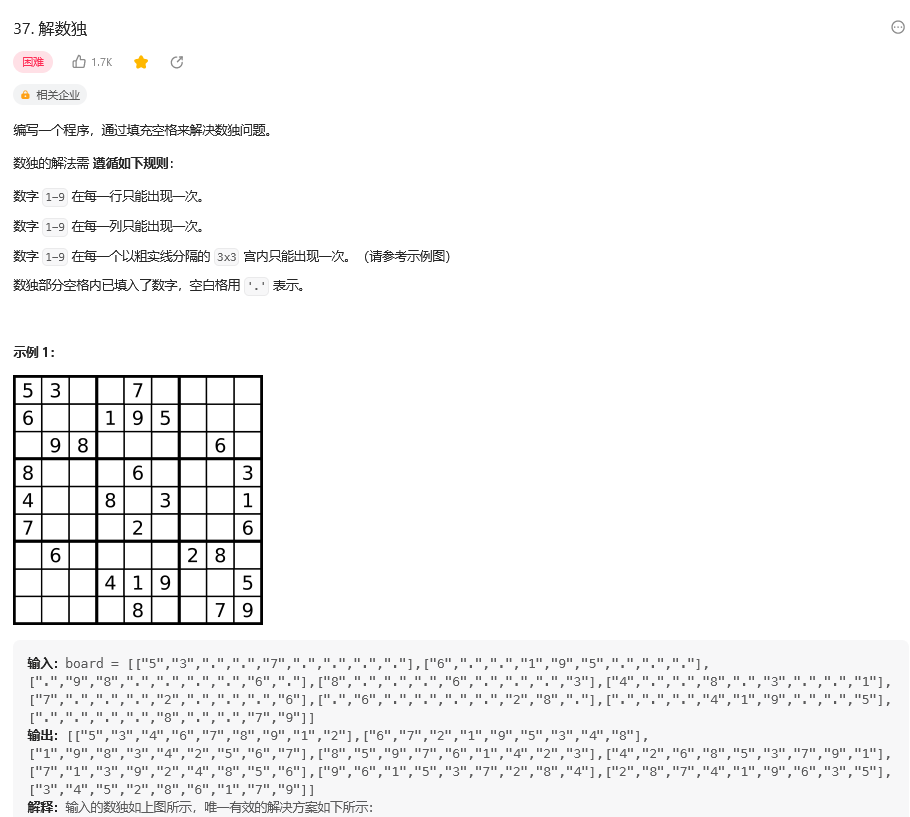 37. 解数独
困难 1.7K
相关企业
编写一个程序，通过填充空格来解决数独问题。
数独的解法需 遵循如下规则：
数字 1-9 在每一行只能出现一次。
数字 1-9 在每一列只能出现一次。
数字 1-9 在每一个以粗实线分隔的 3x3 宫内只能出现一次。（请参考示例图）
数独部分空格内已填入了数字，空白格用 '.' 表示。
示例 1：
5 3 7
6 1 9 5
9 8 6
8 6 3
4 8 3 1
7 2 6
6 2 8
4 1 9 5
8 7 9
输入：board = [["5","3",".",".","7",".",".",".","."],["6",".",".","1","9","5",".",".","."],
[".","9","8",".",".",".",".","6","."],["8",".",".",".","6",".",".",".","3"],["4",".",".","8",".","3",".",".","1"],
["7",".",".",".","2",".",".",".","6"],[".","6",".",".",".",".","2","8","."],[".",".",".","4","1","9",".",".","5"],
[".",".",".",".","8",".",".","7","9"]]
输出：[["5","3","4","6","7","8","9","1","2"],["6","7","2","1","9","5","3","4","8"],
["1","9","8","3","4","2","5","6","7"],["8","5","9","7","6","1","4","2","3"],["4","2","6","8","5","3","7","9","1"],
["7","1","3","9","2","4","8","5","6"],["9","6","1","5","3","7","2","8","4"],["2","8","7","4","1","9","6","3","5"],
["3","4","5","2","8","6","1","7","9"]]
解释：输入的数独如上图所示，唯一有效的解决方案如下所示：